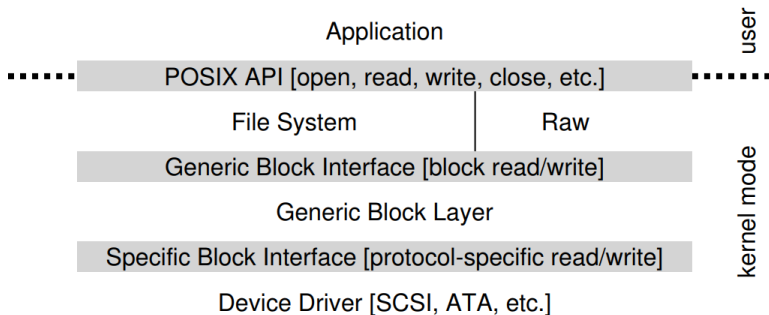 Application
user
POSIX API [open, read, write, close, etc.]
File System
Raw
Generic Block Interface [block read/write]
Generic Block Layer
kernel mode
Specific Block Interface [protocol-specific read/write]
Device Driver [SCSI, ATA, etc.]